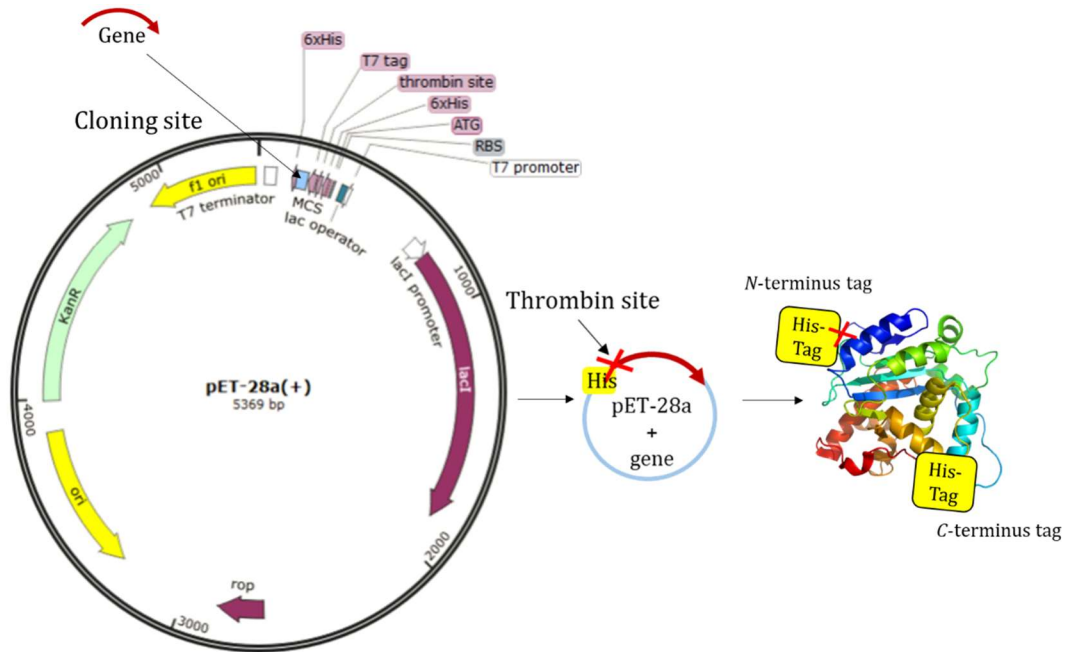 Gene
Cloning site
6xHis
T7 tag
thrombin site
6xHis
ATG
RBS
T7 promoter
5000
f1 ori
T7 terminator
MCS
lac operator
lacI promoter
1000
KanR
lacI
pET-28a(+)
5369 bp
4000
ori
2000
rop
3000
Thrombin site
His
pET-28a
+
gene
N-terminus tag
His-
Tag
His-
Tag
C-terminus tag